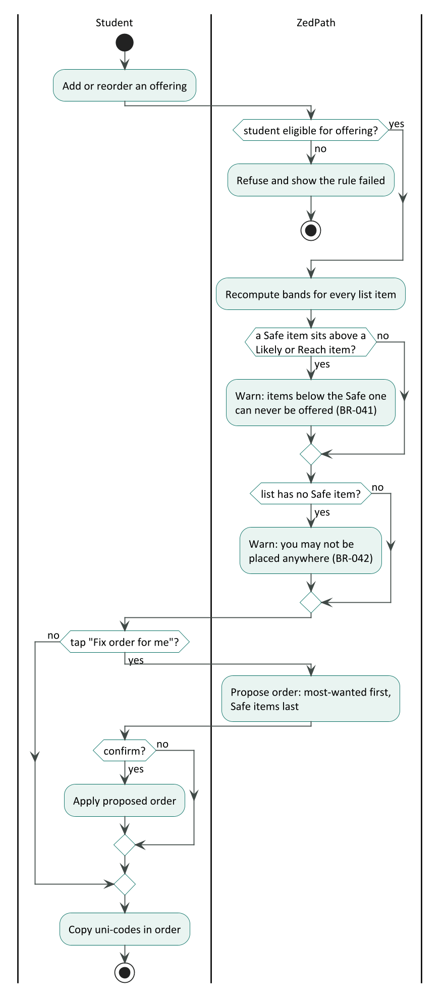 Student
ZedPath
Add or reorder an offering
student eligible for offering?
yes
no
Refuse and show the rule failed
Recompute bands for every list item
a Safe item sits above a
Likely or Reach item?
no
yes
Warn: items below the Safe one
can never be offered (BR-041)
list has no Safe item?
no
yes
Warn: you may not be
placed anywhere (BR-042)
no
tap "Fix order for me"?
yes
Propose order: most-wanted first,
Safe items last
confirm?
no
yes
Apply proposed order
Copy uni-codes in order